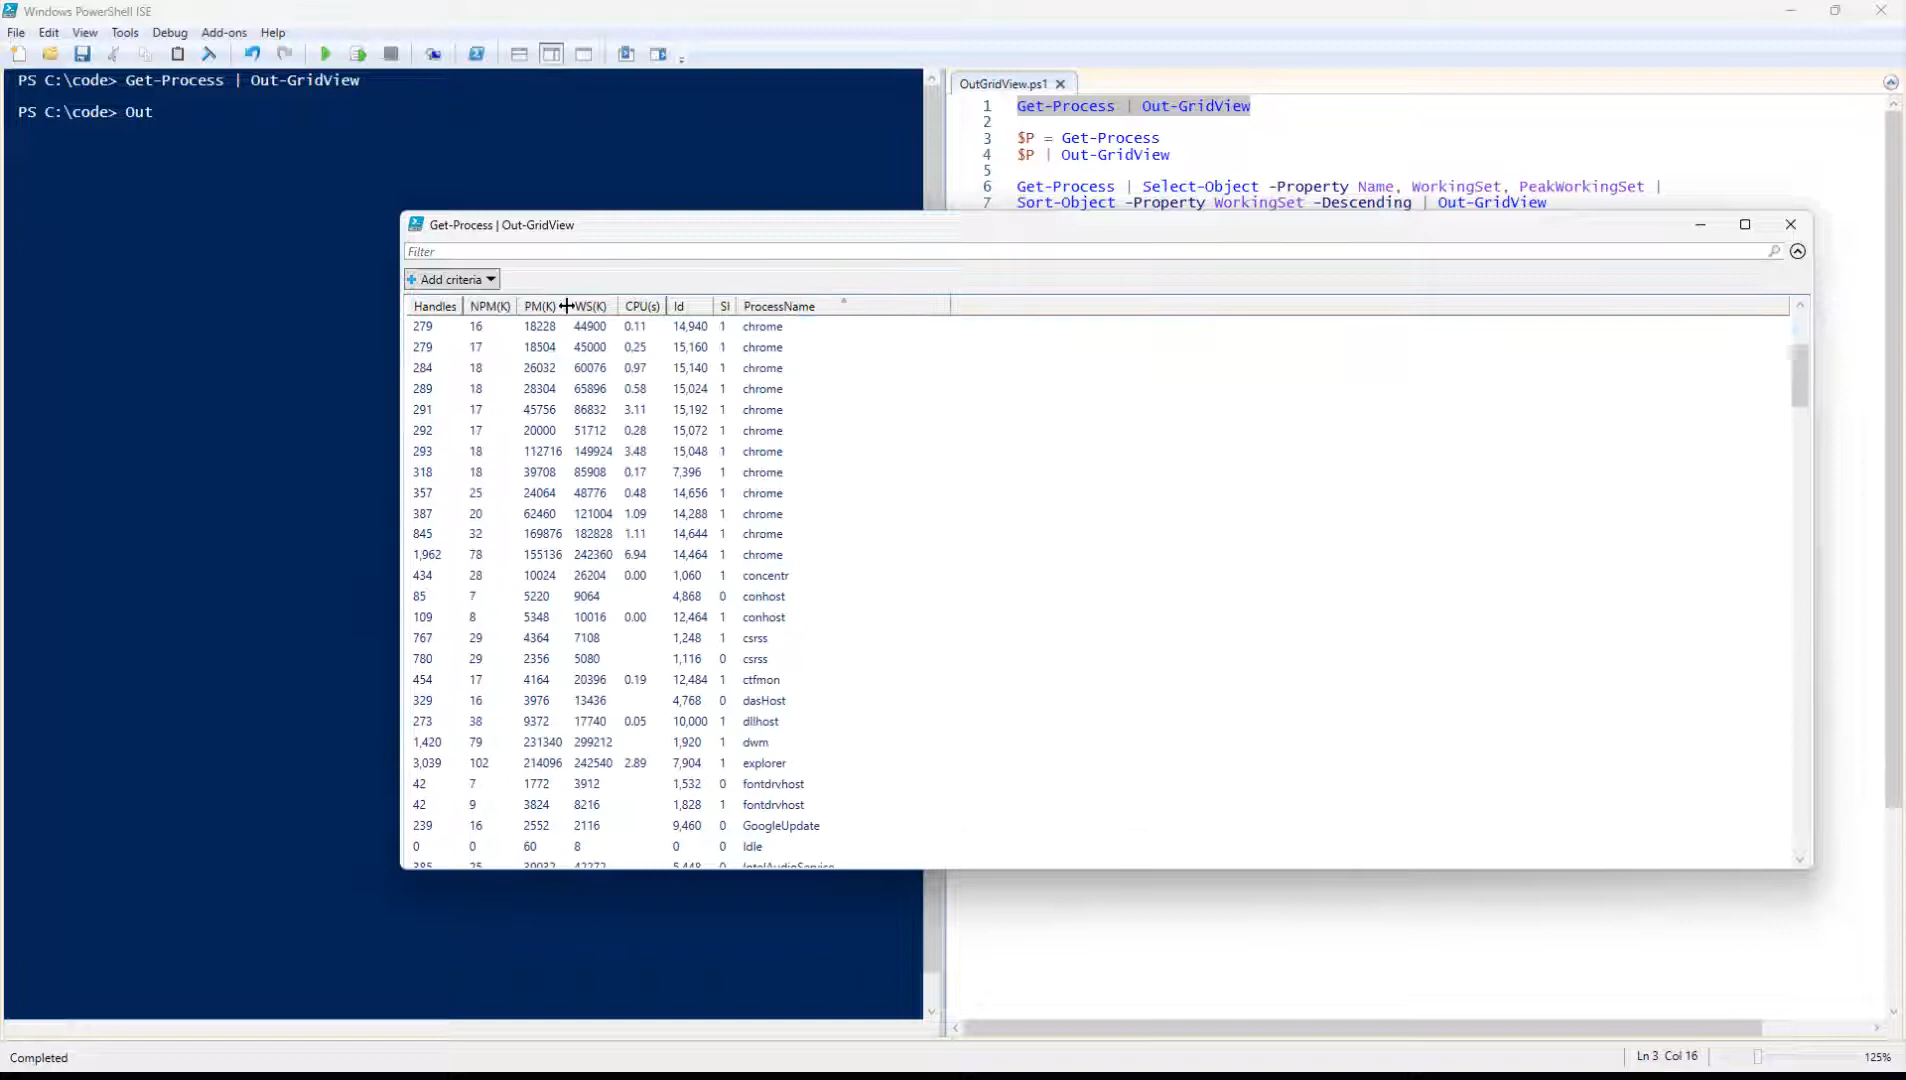 Windows PowerShell ISE
File Edit View Tools Debug Add-ons Help
PS C:\code> Get-Process | Out-GridView
PS C:\code> Out
OutGridView.ps1
1 Get-Process | Out-GridView
2
3 $P = Get-Process
4 $P | Out-GridView
5
6 Get-Process | Select-Object -Property Name, WorkingSet, PeakWorkingSet |
7 Sort-Object -Property WorkingSet -Descending | Out-GridView
Get-Process | Out-GridView
Filter
Add criteria
Handles NPM(K) PM(K) WS(K) CPU(s) Id SI ProcessName
279 16 18228 44900 0.11 14,940 1 chrome
279 17 18504 45000 0.25 15,160 1 chrome
284 18 26032 60076 0.97 15,140 1 chrome
289 18 28304 65896 0.58 15,024 1 chrome
291 17 45756 86832 3.11 15,192 1 chrome
292 17 20000 51712 0.28 15,072 1 chrome
293 18 112716 149924 3.48 15,048 1 chrome
318 18 39708 85908 0.17 7,396 1 chrome
357 25 24064 48776 0.48 14,656 1 chrome
387 20 62460 121004 1.09 14,288 1 chrome
845 32 169876 182828 1.11 14,644 1 chrome
1,962 78 155136 242360 6.94 14,464 1 chrome
434 28 10024 26204 0.00 1,060 1 concentr
85 7 5220 9064 4,868 0 conhost
109 8 5348 10016 0.00 12,464 1 conhost
767 29 4364 7108 1,248 1 csrss
780 29 2356 5080 1,116 0 csrss
454 17 4164 20396 0.19 12,484 1 ctfmon
329 16 3976 13436 4,768 0 dasHost
273 38 9372 17740 0.05 10,000 1 dllhost
1,420 79 231340 299212 1,920 1 dwm
3,039 102 214096 242540 2.89 7,904 1 explorer
42 7 1772 3912 1,532 0 fontdrvhost
42 9 3824 8216 1,828 1 fontdrvhost
239 16 2552 2116 9,460 0 GoogleUpdate
0 0 60 8 0 0 Idle
Completed
Ln 3 Col 16
125%